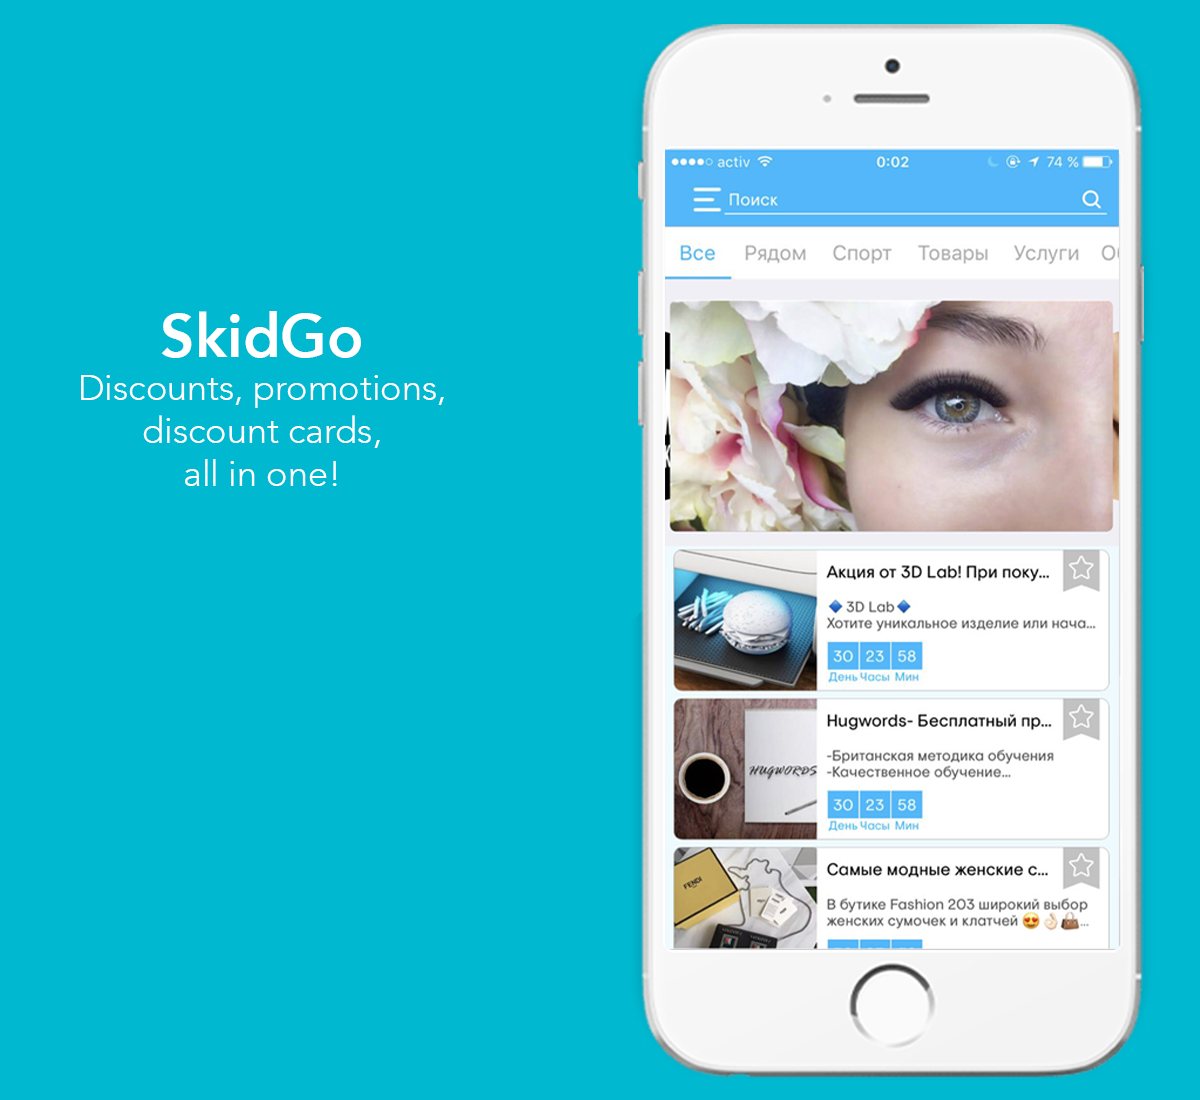 SkidGo
Discounts, promotions,
discount cards,
all in one!
activ
0:02
74 %
Поиск
Все Рядом Спорт Товары Услуги
Акция от 3D Lab! При поку...
🔷 3D Lab🔷
Хотите уникальное изделие или нача...
30 23 58
День Часы Мин
HUGWORDS
Hugwords- Бесплатный пр...
-Британская методика обучения
-Качественное обучение...
30 23 58
День Часы Мин
FENDI
Самые модные женские с...
В бутике Fashion 203 широкий выбор
женских сумочек и клатчей 😍👌🏻👜...